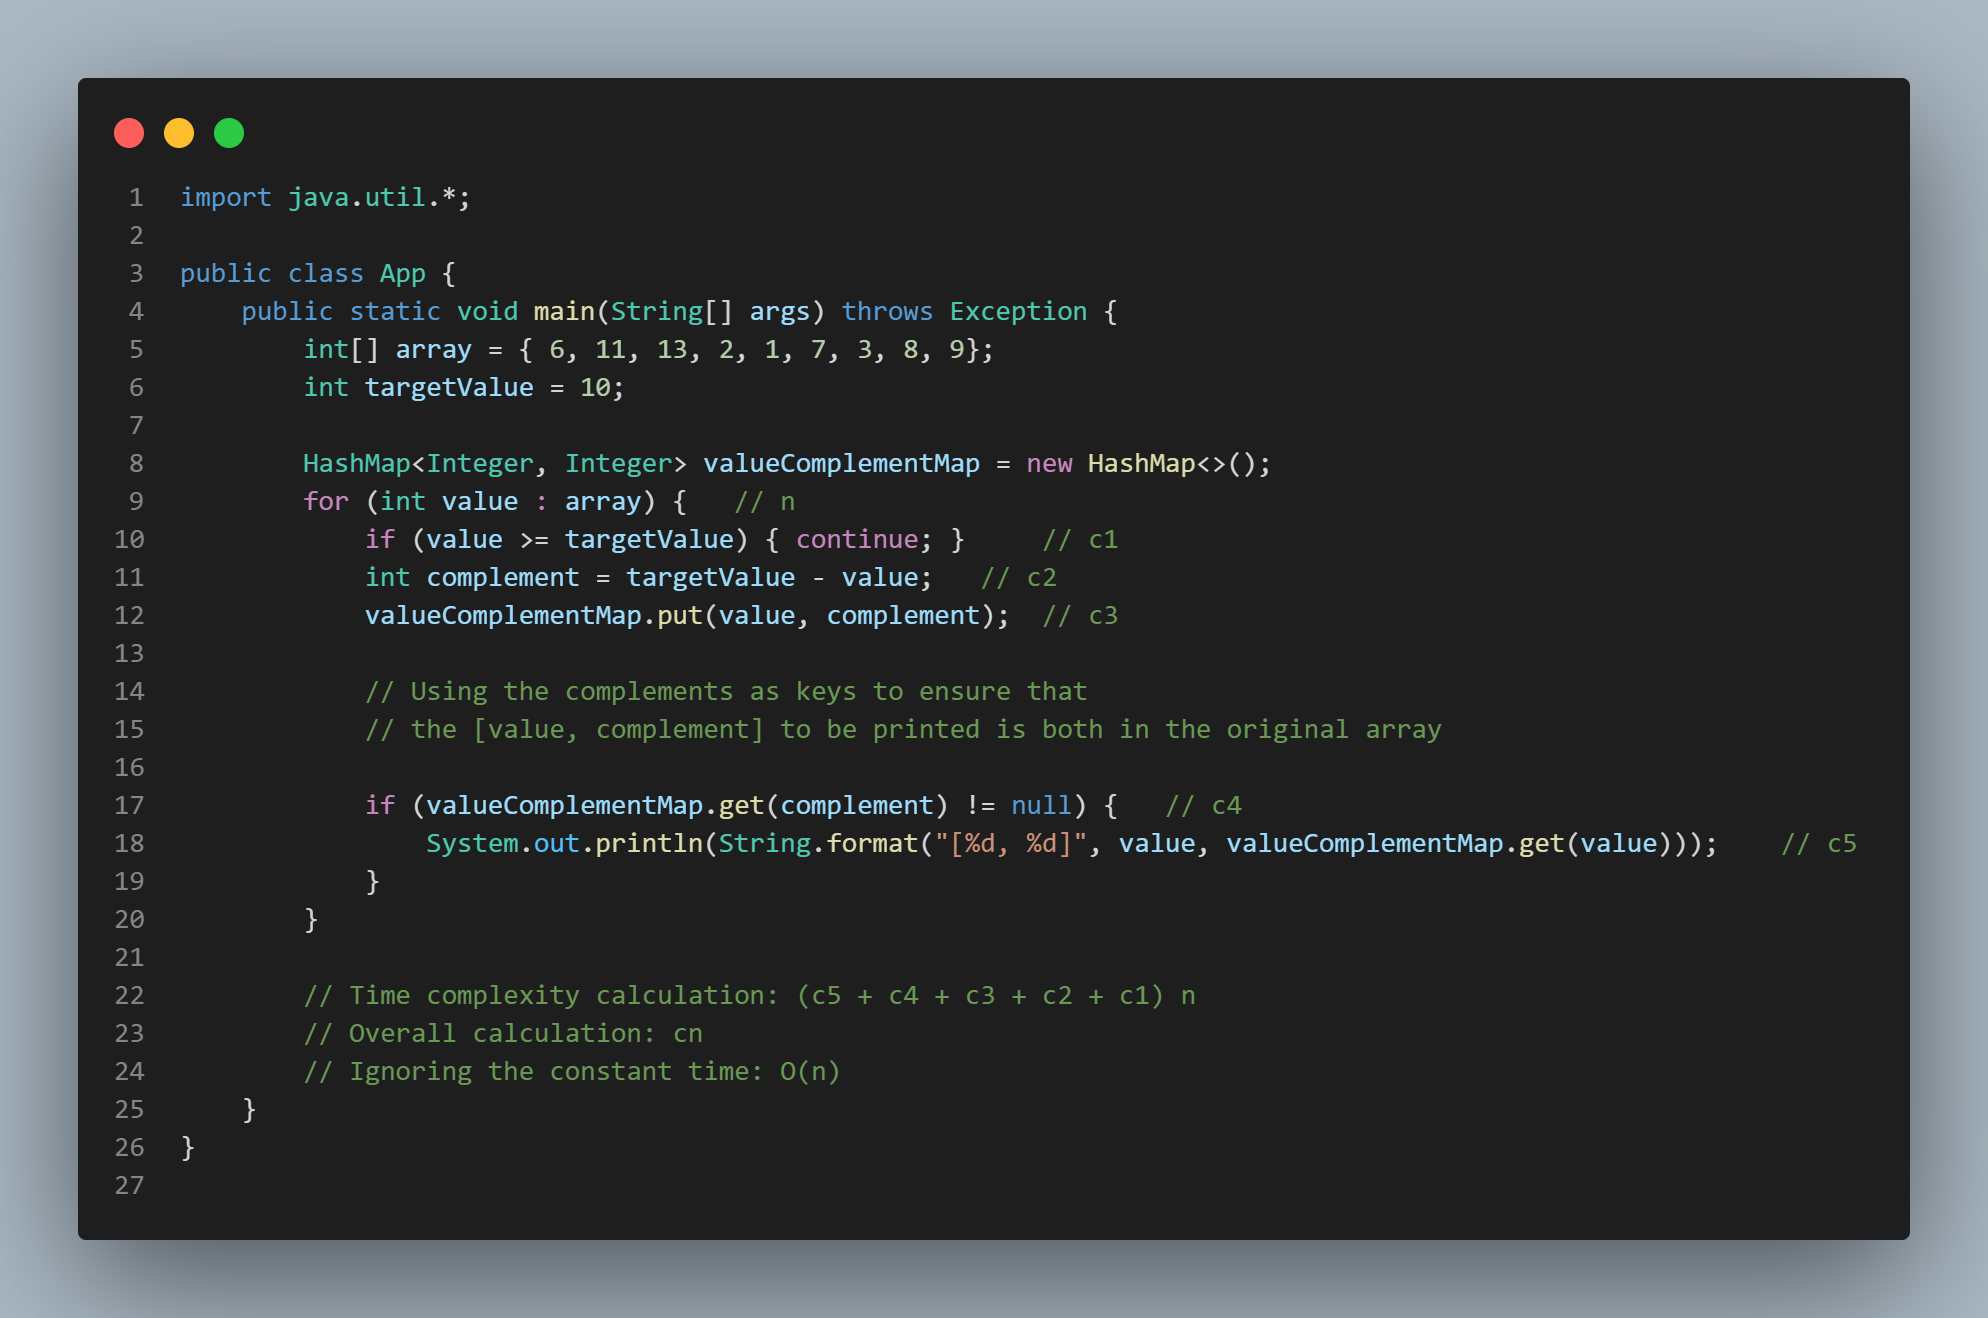 1 import java.util.*;
2
3 public class App {
4     public static void main(String[] args) throws Exception {
5         int[] array = { 6, 11, 13, 2, 1, 7, 3, 8, 9};
6         int targetValue = 10;
7
8         HashMap<Integer, Integer> valueComplementMap = new HashMap<>();
9         for (int value : array) {   // n
10             if (value >= targetValue) { continue; }     // c1
11             int complement = targetValue - value;   // c2
12             valueComplementMap.put(value, complement);  // c3
13
14             // Using the complements as keys to ensure that
15             // the [value, complement] to be printed is both in the original array
16
17             if (valueComplementMap.get(complement) != null) {   // c4
18                 System.out.println(String.format("[%d, %d]", value, valueComplementMap.get(value)));    // c5
19             }
20         }
21
22         // Time complexity calculation: (c5 + c4 + c3 + c2 + c1) n
23         // Overall calculation: cn
24         // Ignoring the constant time: O(n)
25     }
26 }
27